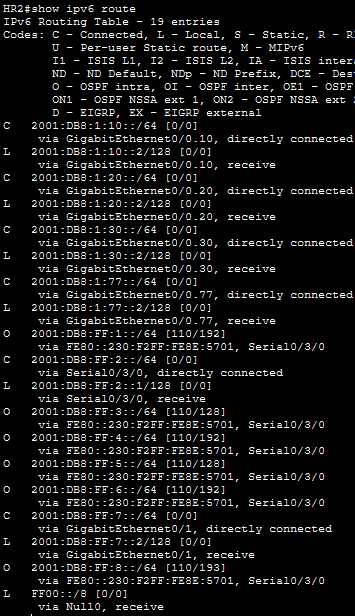 HR2#show ipv6 route
IPv6 Routing Table - 19 entries
Codes: C - Connected, L - Local, S - Static, R - R
U - Per-user Static route, M - MIPv6
I1 - ISIS L1, I2 - ISIS L2, IA - ISIS inter
ND - ND Default, NDp - ND Prefix, DCE - Des
O - OSPF intra, OI - OSPF inter, OE1 - OSPF
ON1 - OSPF NSSA ext 1, ON2 - OSPF NSSA ext
D - EIGRP, EX - EIGRP external
C 2001:DB8:1:10::/64 [0/0]
via GigabitEthernet0/0.10, directly connected
L 2001:DB8:1:10::2/128 [0/0]
via GigabitEthernet0/0.10, receive
C 2001:DB8:1:20::/64 [0/0]
via GigabitEthernet0/0.20, directly connected
L 2001:DB8:1:20::2/128 [0/0]
via GigabitEthernet0/0.20, receive
C 2001:DB8:1:30::/64 [0/0]
via GigabitEthernet0/0.30, directly connected
L 2001:DB8:1:30::2/128 [0/0]
via GigabitEthernet0/0.30, receive
C 2001:DB8:1:77::/64 [0/0]
via GigabitEthernet0/0.77, directly connected
L 2001:DB8:1:77::2/128 [0/0]
via GigabitEthernet0/0.77, receive
O 2001:DB8:FF:1::/64 [110/192]
via FE80::230:F2FF:FE8E:5701, Serial0/3/0
C 2001:DB8:FF:2::/64 [0/0]
via Serial0/3/0, directly connected
L 2001:DB8:FF:2::1/128 [0/0]
via Serial0/3/0, receive
O 2001:DB8:FF:3::/64 [110/128]
via FE80::230:F2FF:FE8E:5701, Serial0/3/0
O 2001:DB8:FF:4::/64 [110/192]
via FE80::230:F2FF:FE8E:5701, Serial0/3/0
O 2001:DB8:FF:5::/64 [110/128]
via FE80::230:F2FF:FE8E:5701, Serial0/3/0
O 2001:DB8:FF:6::/64 [110/192]
via FE80::230:F2FF:FE8E:5701, Serial0/3/0
C 2001:DB8:FF:7::/64 [0/0]
via GigabitEthernet0/1, directly connected
L 2001:DB8:FF:7::2/128 [0/0]
via GigabitEthernet0/1, receive
O 2001:DB8:FF:8::/64 [110/193]
via FE80::230:F2FF:FE8E:5701, Serial0/3/0
L FF00::/8 [0/0]
via Null0, receive